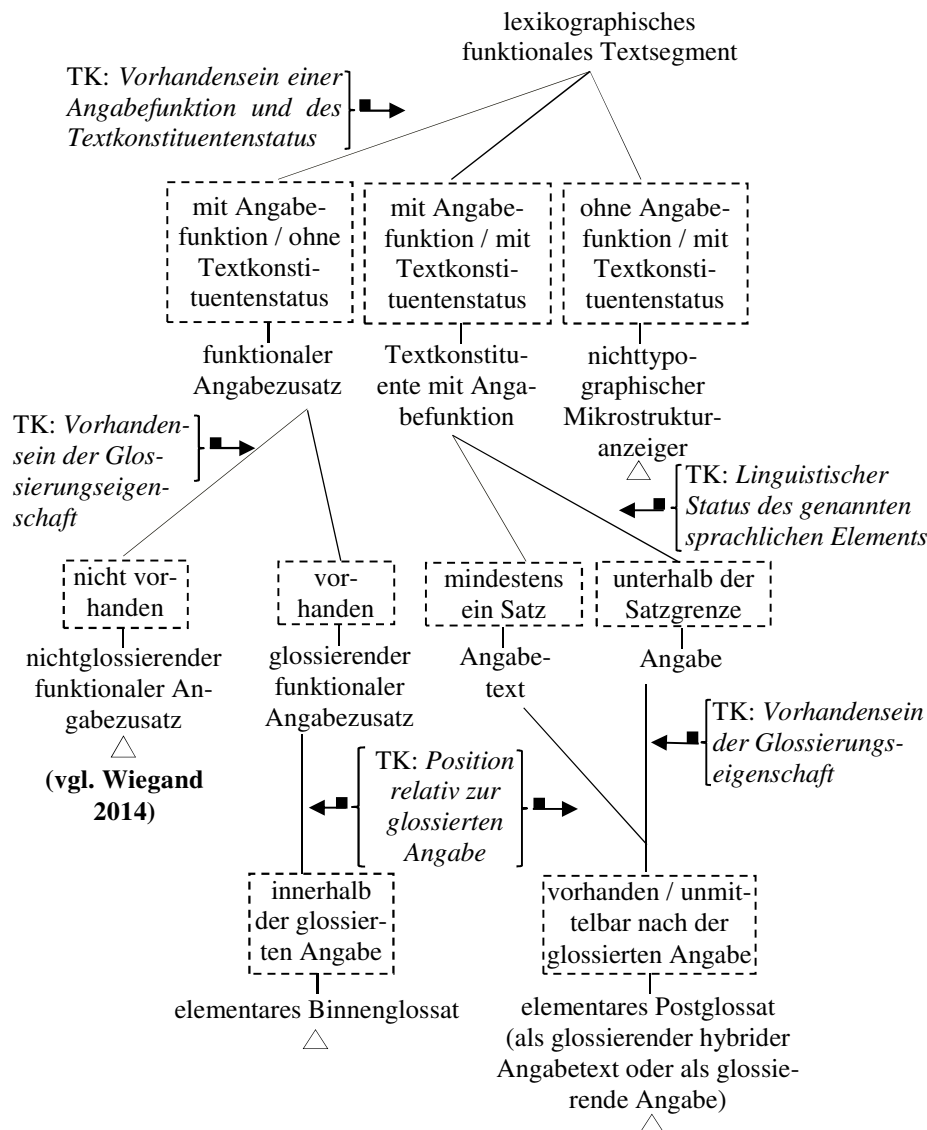 lexikographisches
funktionales Textsegment
TK: Vorhandensein einer
Angabefunktion und des
Textkonstituentenstatus
mit Angabe-
funktion / ohne
Textkonsti-
tuentenstatus
mit Angabe-
funktion / mit
Textkonsti-
tuentenstatus
ohne Angabe-
funktion / mit
Textkonsti-
tuentenstatus
funktionaler
Angabezusatz
Textkonstitu-
ente mit Anga-
befunktion
nichttypo-
graphischer
Mikrostruktur-
anzeiger
TK: Vorhanden-
sein der Glos-
sierungseigen-
schaft
TK: Linguistischer
Status des genannten
sprachlichen Elements
nicht vor-
handen
vor-
handen
mindestens
ein Satz
unterhalb der
Satzgrenze
nichtglossierender
funktionaler An-
gabezusatz
(vgl. Wiegand
2014)
glossierender
funktionaler
Angabezusatz
Angabe-
text
Angabe
TK: Vorhandensein
der Glossierungs-
eigenschaft
TK: Position
relativ zur
glossierten
Angabe
innerhalb
der glossier-
ten Angabe
vorhanden / unmit-
telbar nach der
glossierten Angabe
elementares Binnenglossat
elementares Postglossat
(als glossierender hybrider
Angabetext oder als glossie-
rende Angabe)